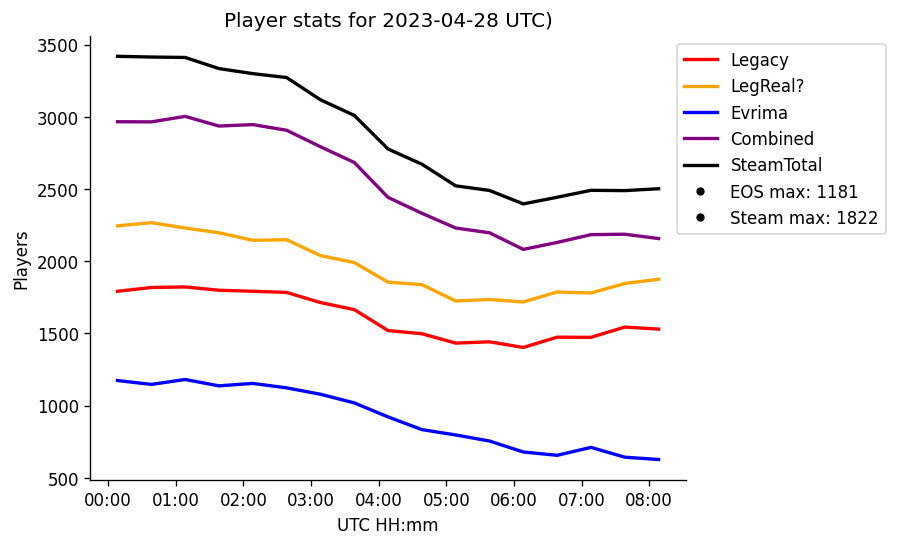 Player stats for 2023-04-28 UTC)
3500
3000
2500
2000
1500
1000
500
Players
00:00 01:00 02:00 03:00 04:00 05:00 06:00 07:00 08:00
UTC HH:mm
Legacy
LegReal?
Evrima
Combined
SteamTotal
EOS max: 1181
Steam max: 1822